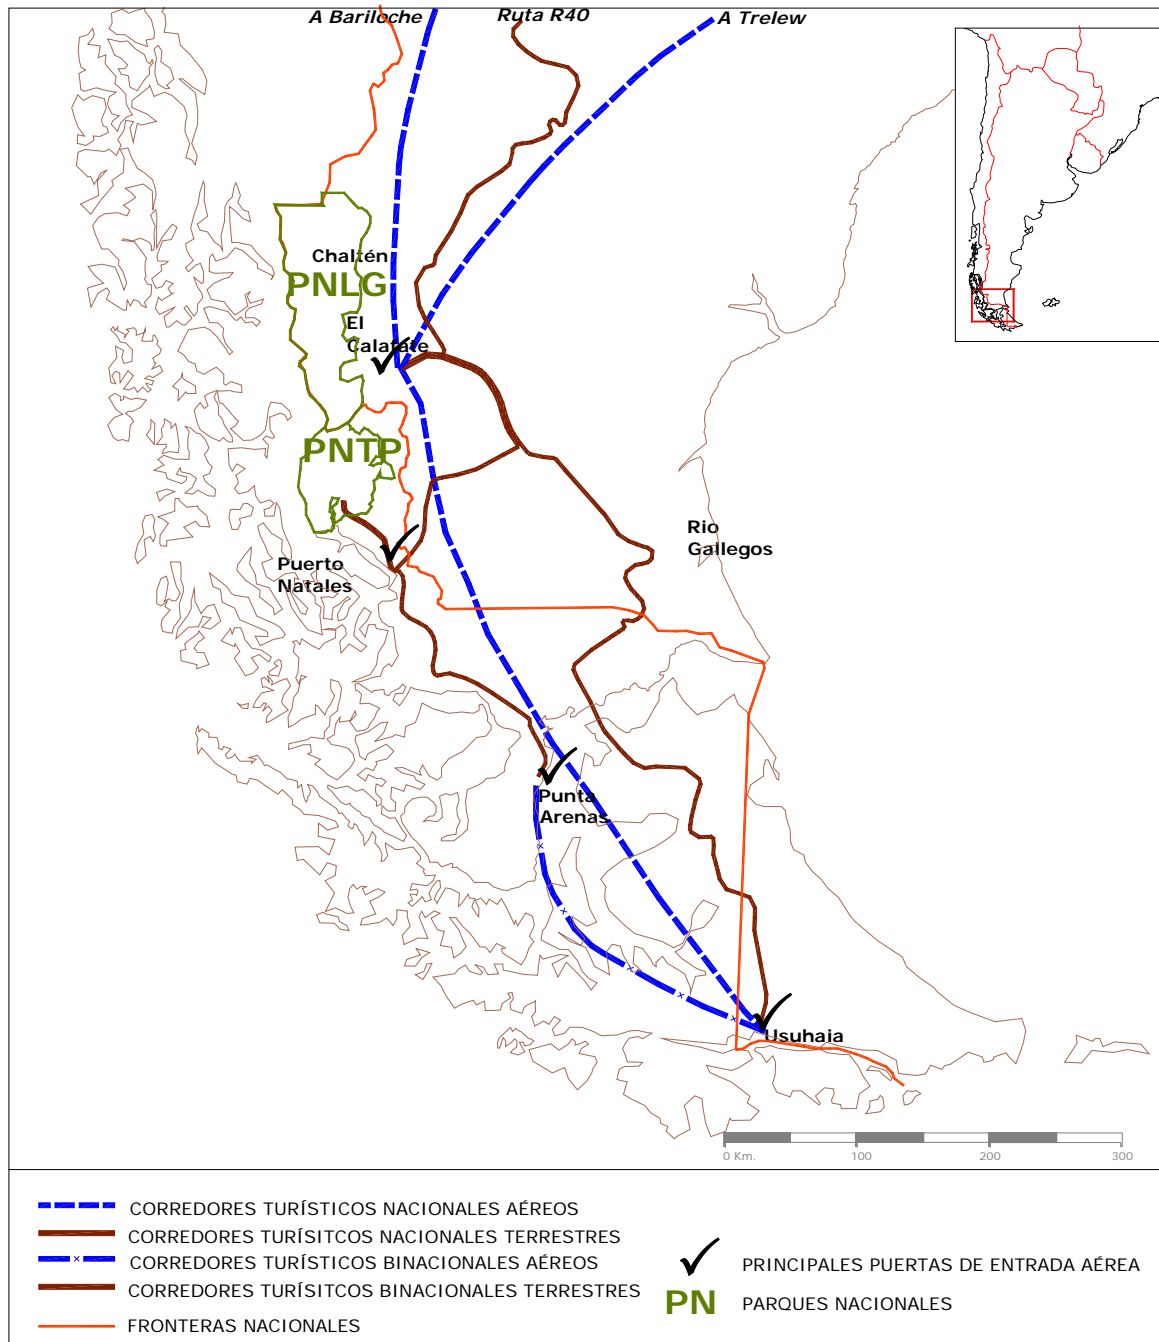 A Bariloche
Ruta R40
A Trelew
Chaltén
PNLG
El
Calafate
PNTP
Rio
Gallegos
Puerto
Natales
Punta
Arenas
Usuhaia
0 Km.
100
200
300
CORREDORES TURÍSTICOS NACIONALES AÉREOS
CORREDORES TURÍSITCOS NACIONALES TERRESTRES
CORREDORES TURÍSTICOS BINACIONALES AÉREOS
CORREDORES TURÍSITCOS BINACIONALES TERRESTRES
FRONTERAS NACIONALES
PRINCIPALES PUERTAS DE ENTRADA AÉREA
PN PARQUES NACIONALES